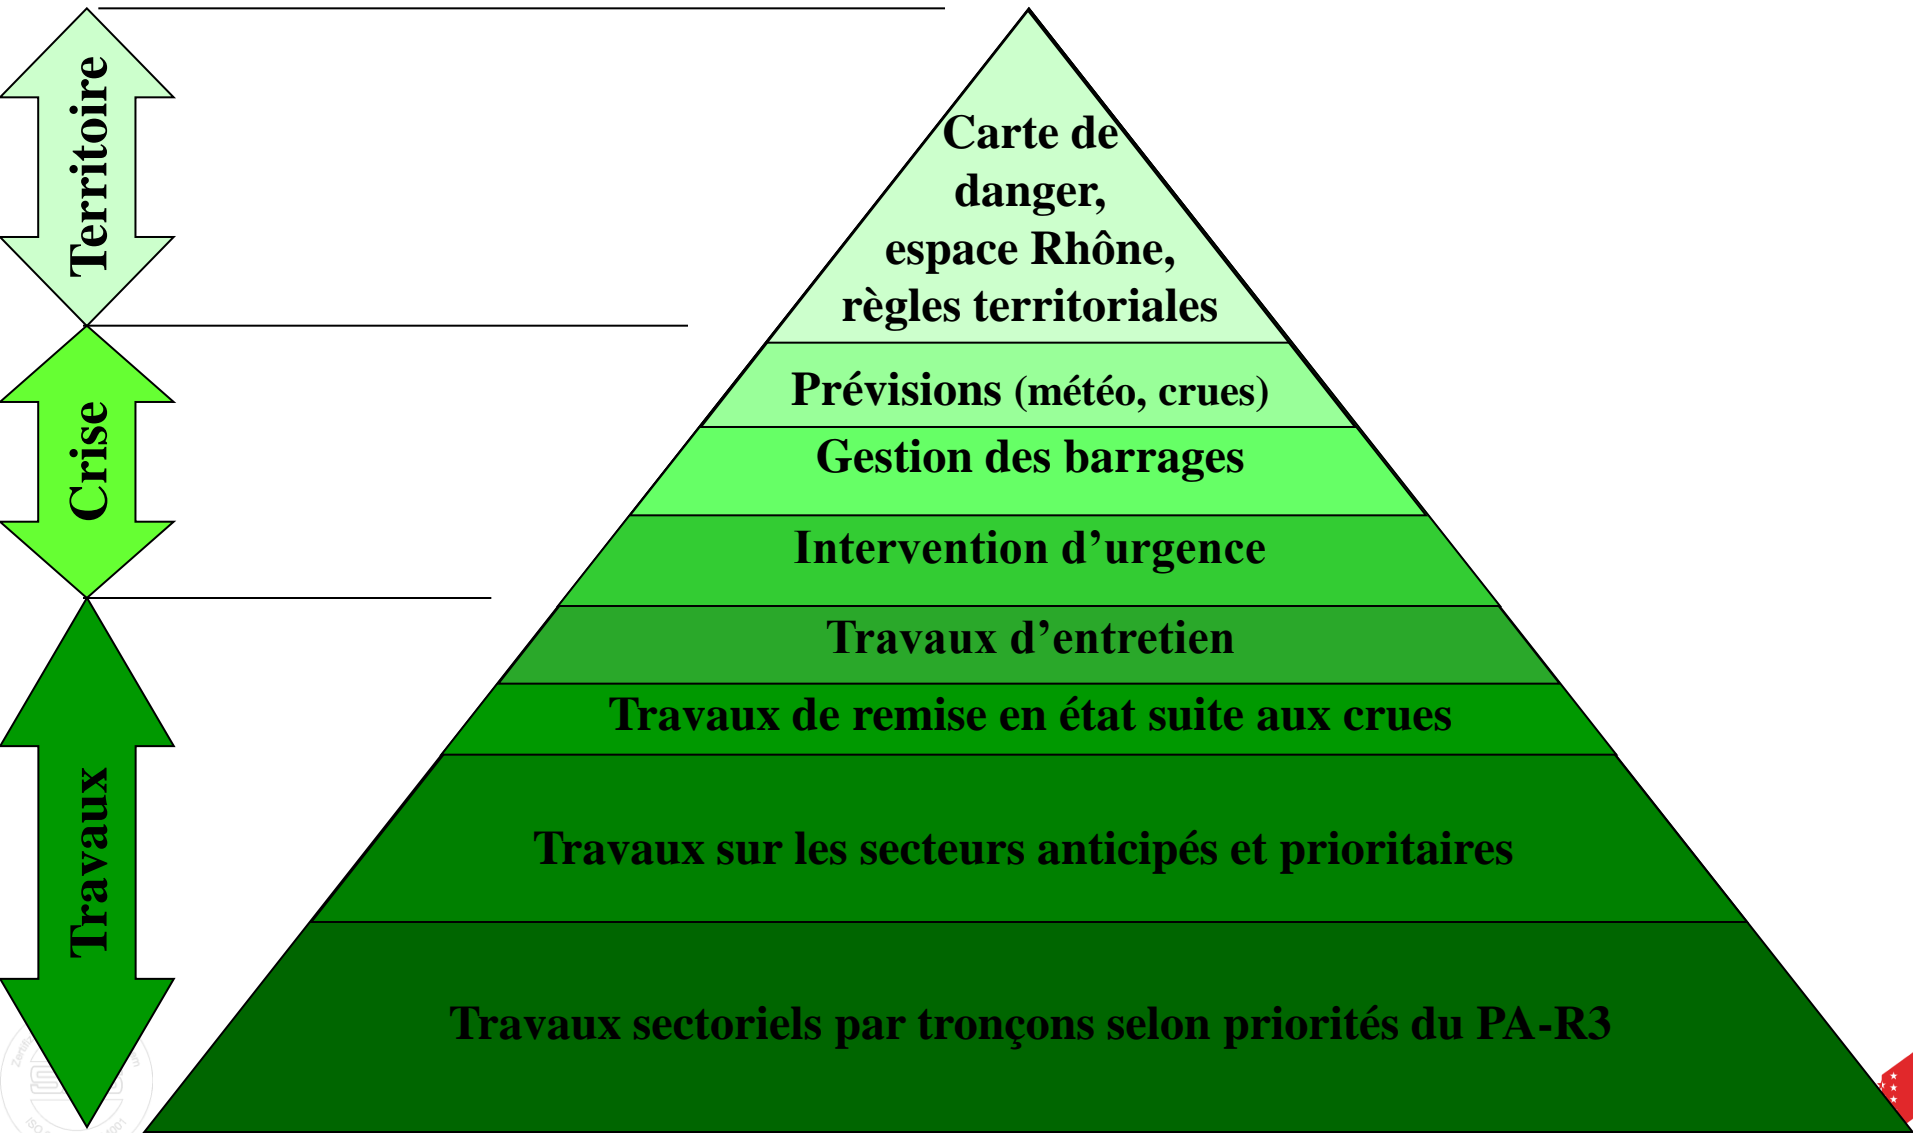 Territoire
Crise
Travaux
Carte de
danger,
espace Rhône,
règles territoriales
Prévisions (météo, crues)
Gestion des barrages
Intervention d’urgence
Travaux d’entretien
Travaux de remise en état suite aux crues
Travaux sur les secteurs anticipés et prioritaires
Travaux sectoriels par tronçons selon priorités du PA-R3